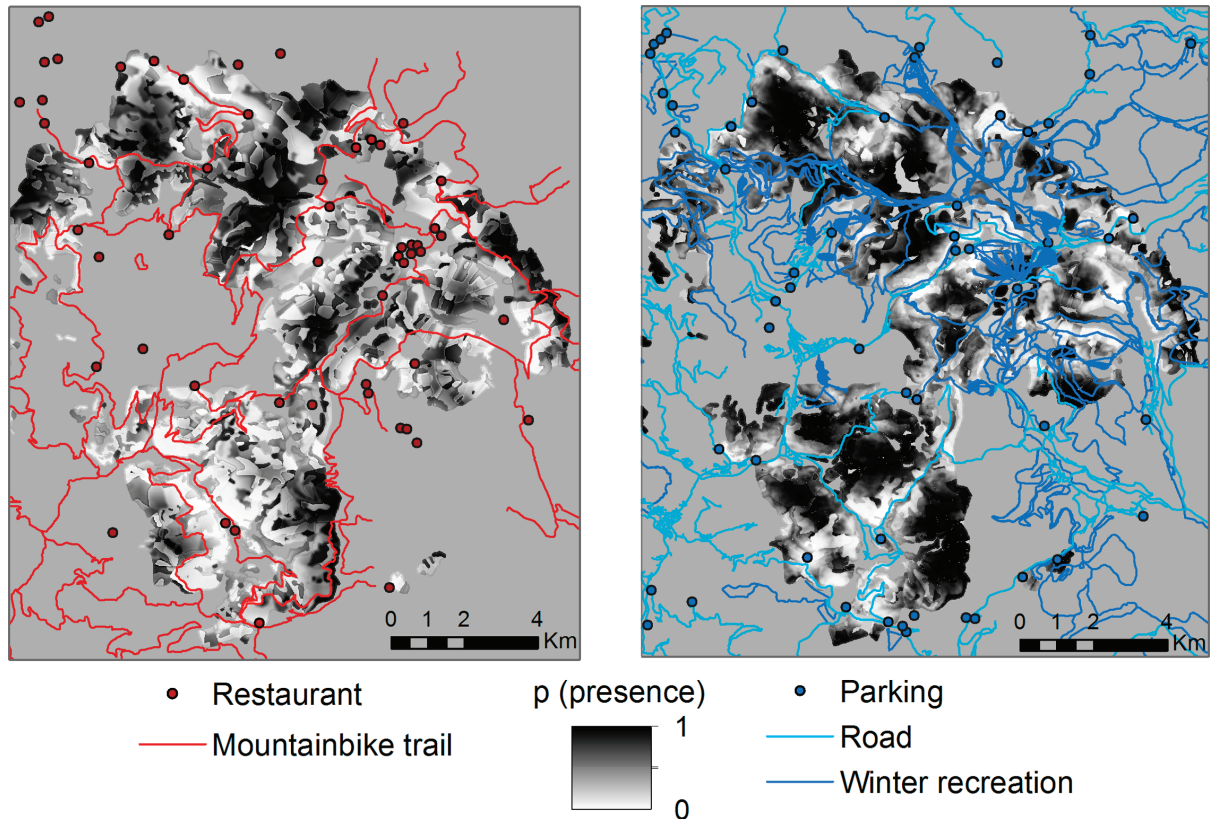 0 1 2 4
Km
0 1 2 4
Km
Restaurant
Mountainbike trail
p (presence)
1
0
Parking
Road
Winter recreation